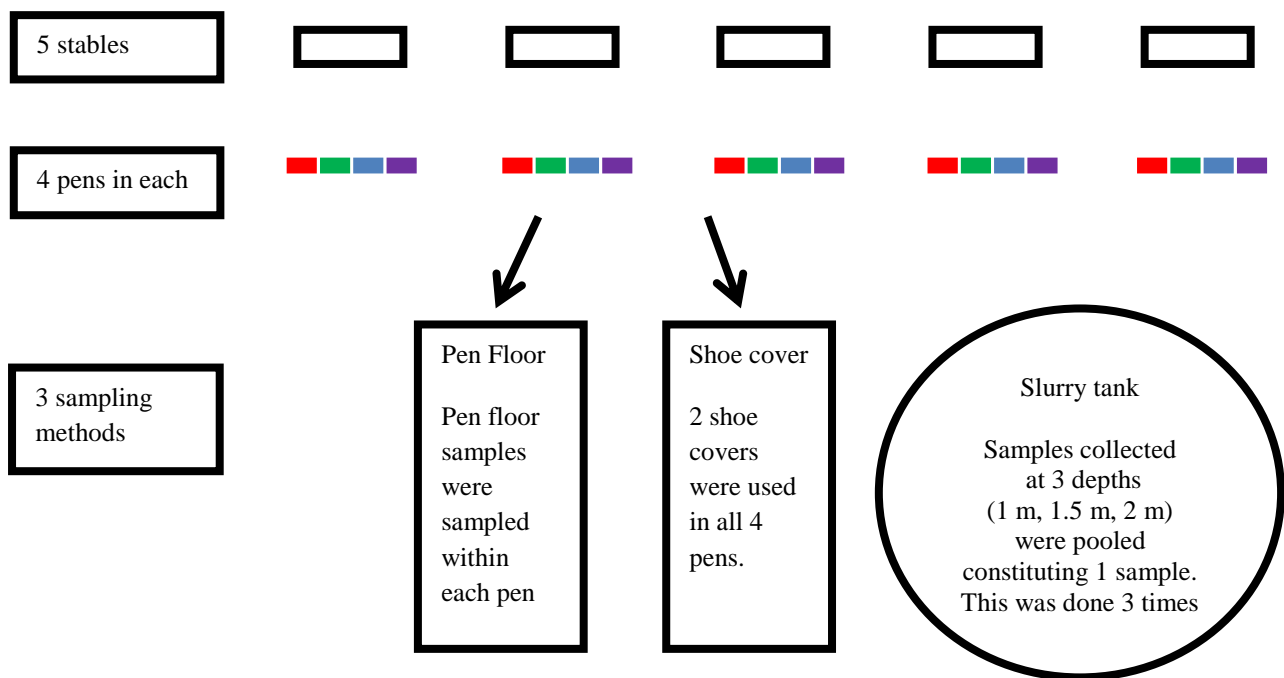 5 stables
4 pens in each
3 sampling
methods
Pen Floor
Pen floor
samples
were
sampled
within
each pen
Shoe cover
2 shoe
covers
were used
in all 4
pens.
Slurry tank
Samples collected
at 3 depths
(1 m, 1.5 m, 2 m)
were pooled
constituting 1 sample.
This was done 3 times